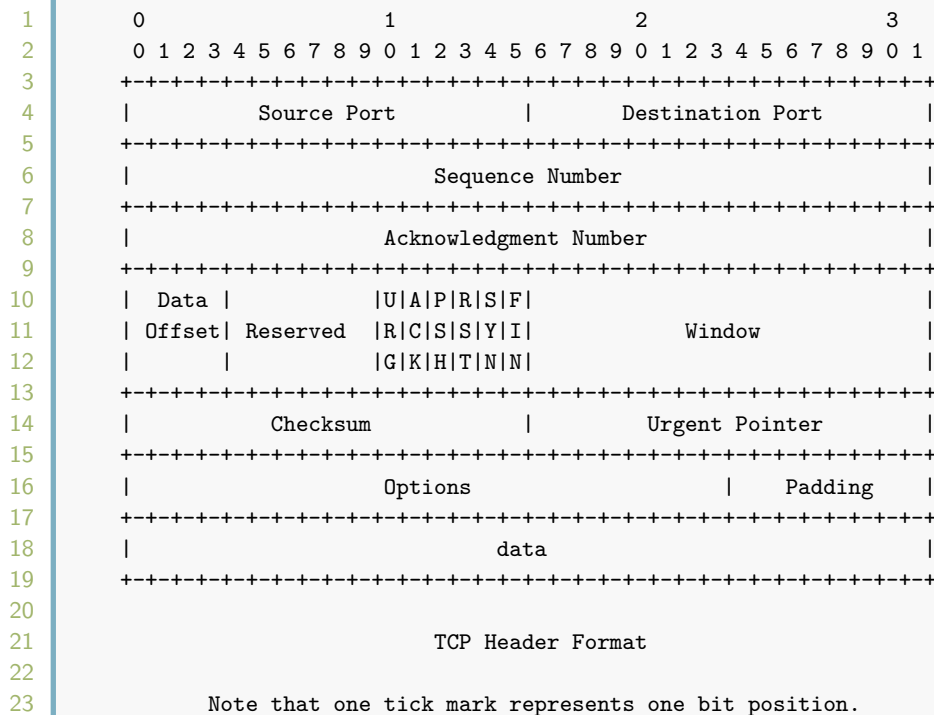 1          0                   1                   2                   3
2          0 1 2 3 4 5 6 7 8 9 0 1 2 3 4 5 6 7 8 9 0 1 2 3 4 5 6 7 8 9 0 1
3         +-+-+-+-+-+-+-+-+-+-+-+-+-+-+-+-+-+-+-+-+-+-+-+-+-+-+-+-+-+-+-+-+
4         |          Source Port          |       Destination Port        |
5         +-+-+-+-+-+-+-+-+-+-+-+-+-+-+-+-+-+-+-+-+-+-+-+-+-+-+-+-+-+-+-+-+
6         |                        Sequence Number                        |
7         +-+-+-+-+-+-+-+-+-+-+-+-+-+-+-+-+-+-+-+-+-+-+-+-+-+-+-+-+-+-+-+-+
8         |                    Acknowledgment Number                      |
9         +-+-+-+-+-+-+-+-+-+-+-+-+-+-+-+-+-+-+-+-+-+-+-+-+-+-+-+-+-+-+-+-+
10        |  Data |           |U|A|P|R|S|F|                               |
11        | Offset| Reserved  |R|C|S|S|Y|I|            Window             |
12        |       |           |G|K|H|T|N|N|                               |
13        +-+-+-+-+-+-+-+-+-+-+-+-+-+-+-+-+-+-+-+-+-+-+-+-+-+-+-+-+-+-+-+-+
14        |           Checksum            |         Urgent Pointer        |
15        +-+-+-+-+-+-+-+-+-+-+-+-+-+-+-+-+-+-+-+-+-+-+-+-+-+-+-+-+-+-+-+-+
16        |                    Options                    |    Padding    |
17        +-+-+-+-+-+-+-+-+-+-+-+-+-+-+-+-+-+-+-+-+-+-+-+-+-+-+-+-+-+-+-+-+
18        |                             data                              |
19        +-+-+-+-+-+-+-+-+-+-+-+-+-+-+-+-+-+-+-+-+-+-+-+-+-+-+-+-+-+-+-+-+
20
21                                 TCP Header Format
22
23               Note that one tick mark represents one bit position.